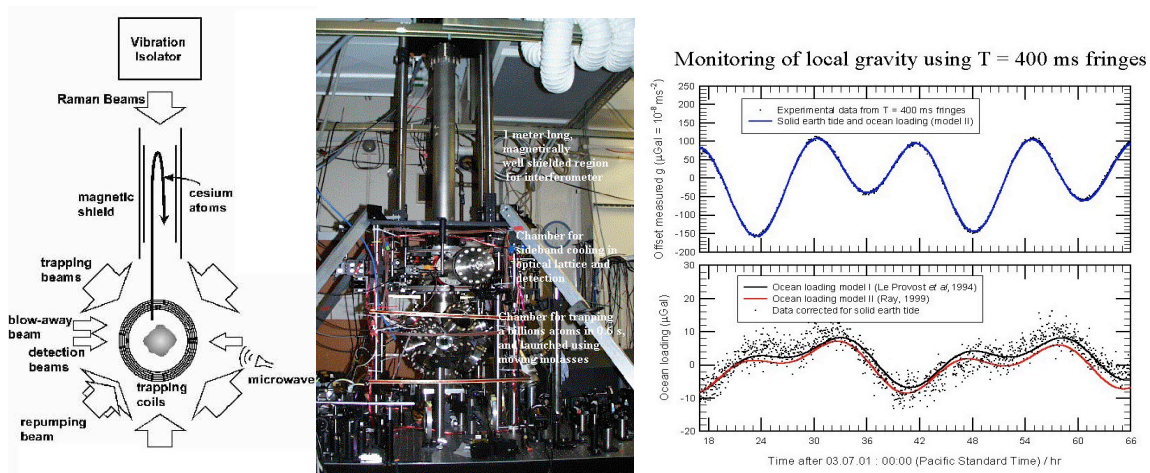 Vibration
Isolator
Raman Beams
magnetic
shield
cesium
atoms
trapping
beams
blow-away
beam
detection
beams
trapping
coils
microwave
repumping
beam
1 meter long,
magnetically
well shielded region
for interferometer
Chamber for
sideband cooling in
optical lattice and
detection
Chamber for trapping
a billions atoms in 0.6 s,
and launched using
moving molasses
Monitoring of local gravity using T = 400 ms fringes
Offset measured g (μGal = 10⁻⁸ ms⁻²)
250
200
150
100
50
0
-50
-100
-150
-200
Experimental data from T = 400 ms fringes
Solid earth tide and ocean loading (model II)
Ocean loading (μGal)
30
20
10
0
-10
-20
Ocean loading model I (Le Provost et al, 1994)
Ocean loading model II (Ray, 1999)
Data corrected for solid earth tide
18 24 30 36 42 48 54 60 66
Time after 03.07.01 : 00:00 (Pacific Standard Time) / hr